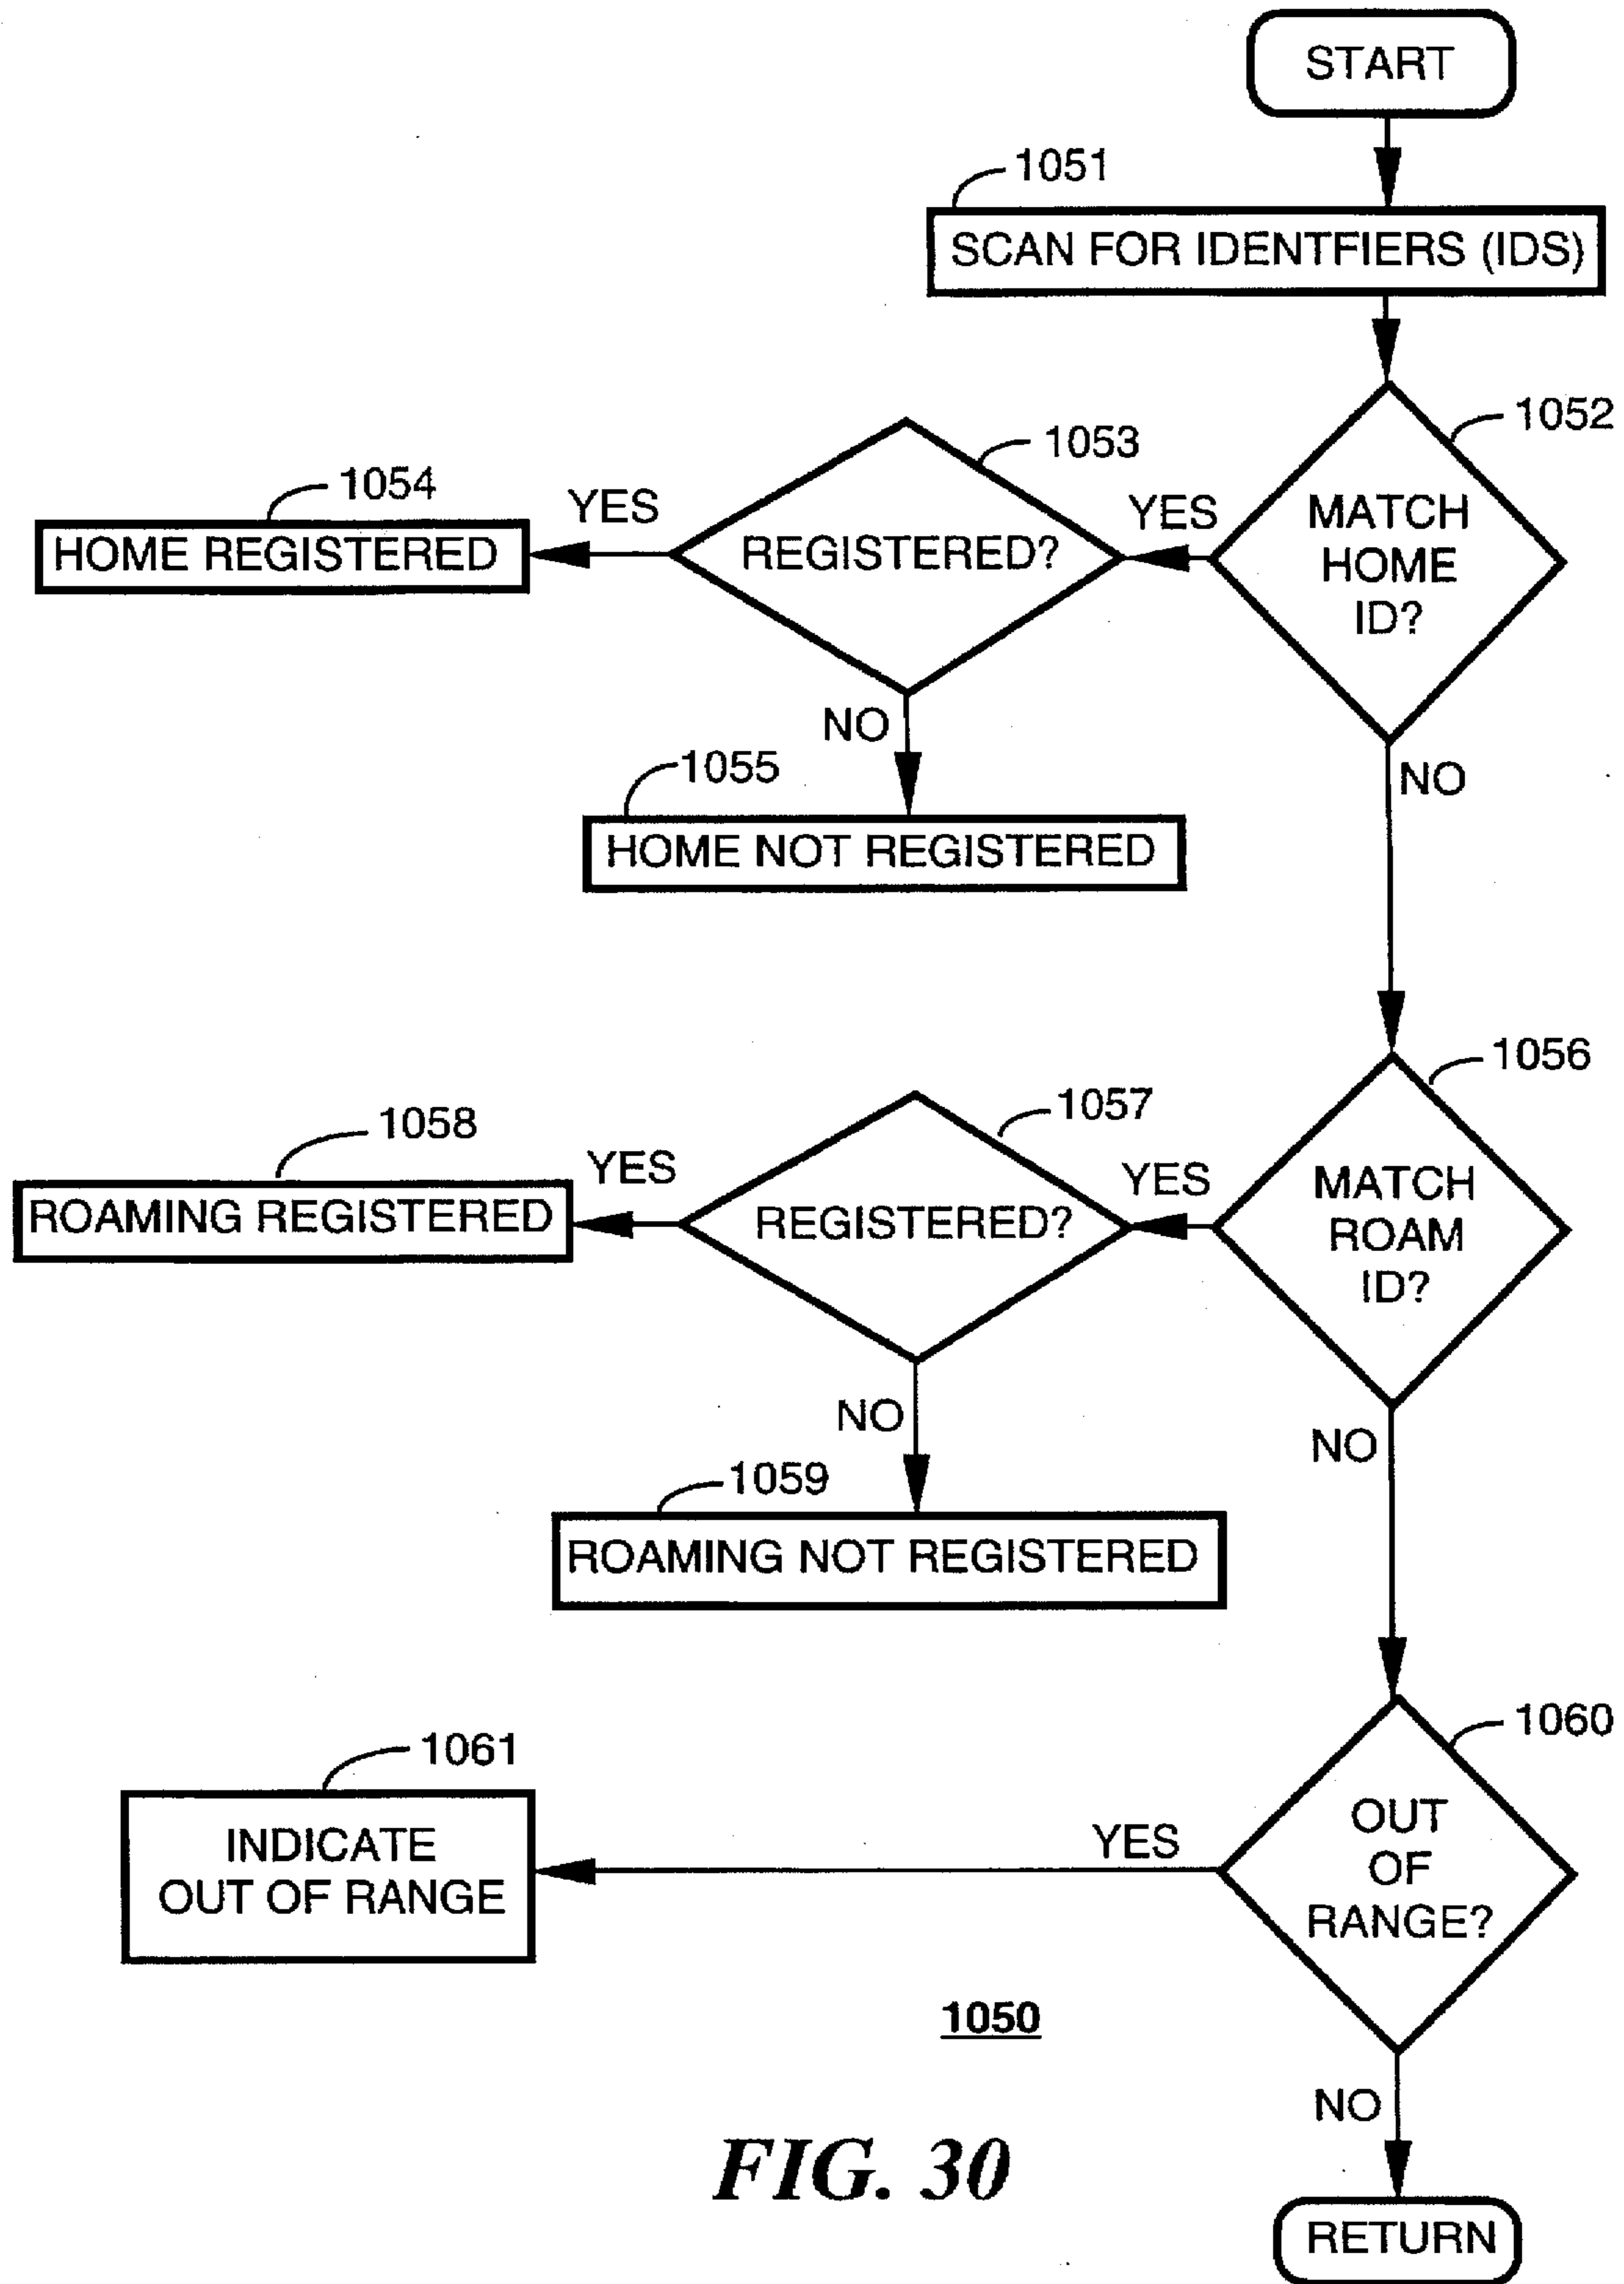 START
1051
SCAN FOR IDENTFIERS (IDS)
1052
MATCH
HOME
ID?
YES
1053
REGISTERED?
YES
1054
HOME REGISTERED
NO
1055
HOME NOT REGISTERED
NO
1056
MATCH
ROAM
ID?
YES
1057
REGISTERED?
YES
1058
ROAMING REGISTERED
NO
1059
ROAMING NOT REGISTERED
NO
1060
OUT
OF
RANGE?
YES
1061
INDICATE
OUT OF RANGE
1050
NO
FIG. 30
RETURN